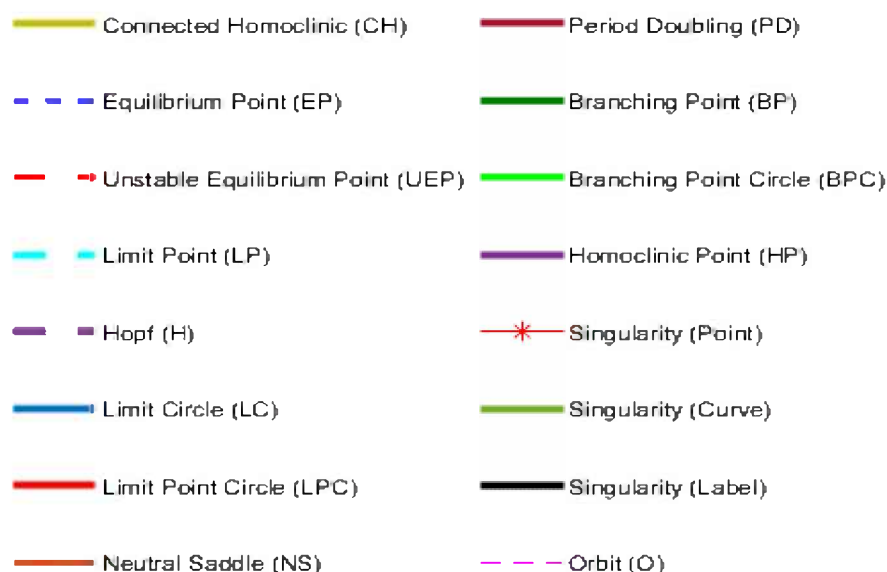 Connected Homoclinic (CH)
Equilibrium Point (EP)
Unstable Equilibrium Point (UEP)
Limit Point (LP)
Hopf (H)
Limit Circle (LC)
Limit Point Circle (LPC)
Neutral Saddle (NS)
Period Doubling (PD)
Branching Point (BP)
Branching Point Circle (BPC)
Homoclinic Point (HP)
Singularity (Point)
Singularity (Curve)
Singularity (Label)
Orbit (O)